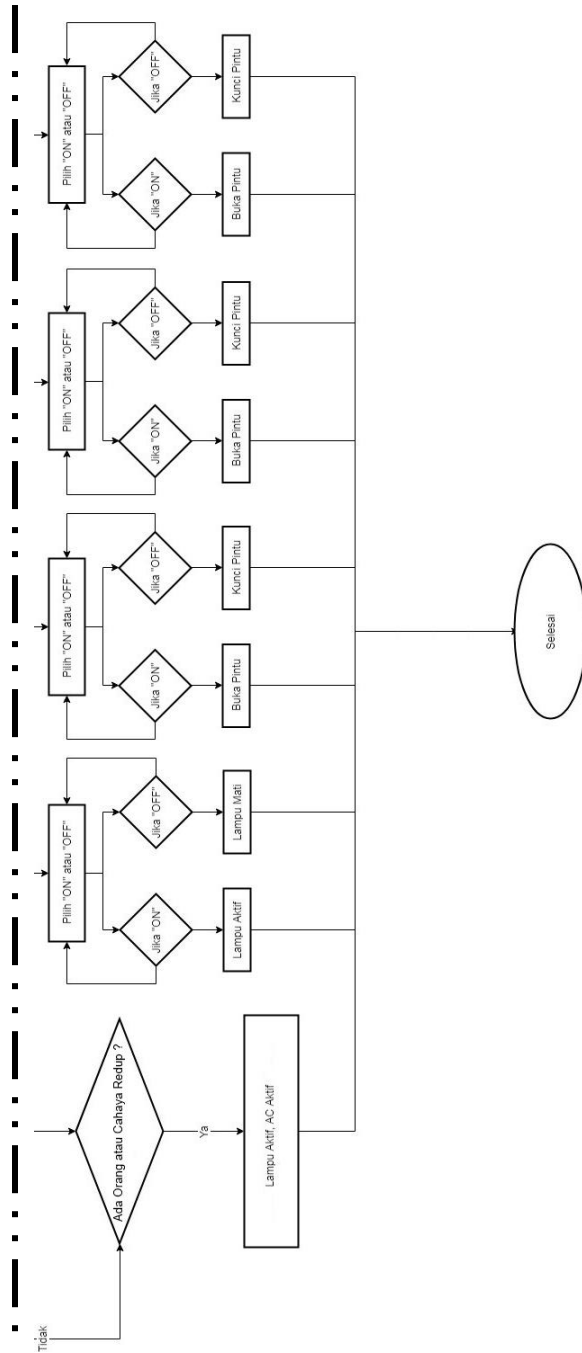 Tidak
Pilih "ON" atau "OFF"
Pilih "ON" atau "OFF"
Pilih "ON" atau "OFF"
Pilih "ON" atau "OFF"
Ada Orang atau Cahaya Redup ?
Jika "ON"
Jika "OFF"
Jika "ON"
Jika "OFF"
Jika "ON"
Jika "OFF"
Jika "ON"
Jika "OFF"
Ya
Lampu Aktif
Lampu Mati
Buka Pintu
Kunci Pintu
Buka Pintu
Kunci Pintu
Buka Pintu
Kunci Pintu
Lampu Aktif, AC Aktif
Selesai